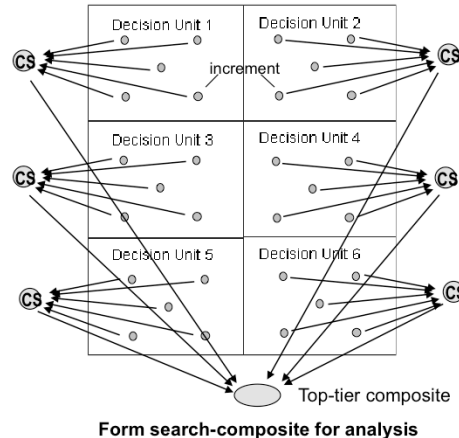 Decision Unit 1
Decision Unit 2
CS
CS
increment
Decision Unit 3
Decision Unit 4
CS
CS
Decision Unit 5
Decision Unit 6
CS
CS
Top-tier composite
Form search-composite for analysis